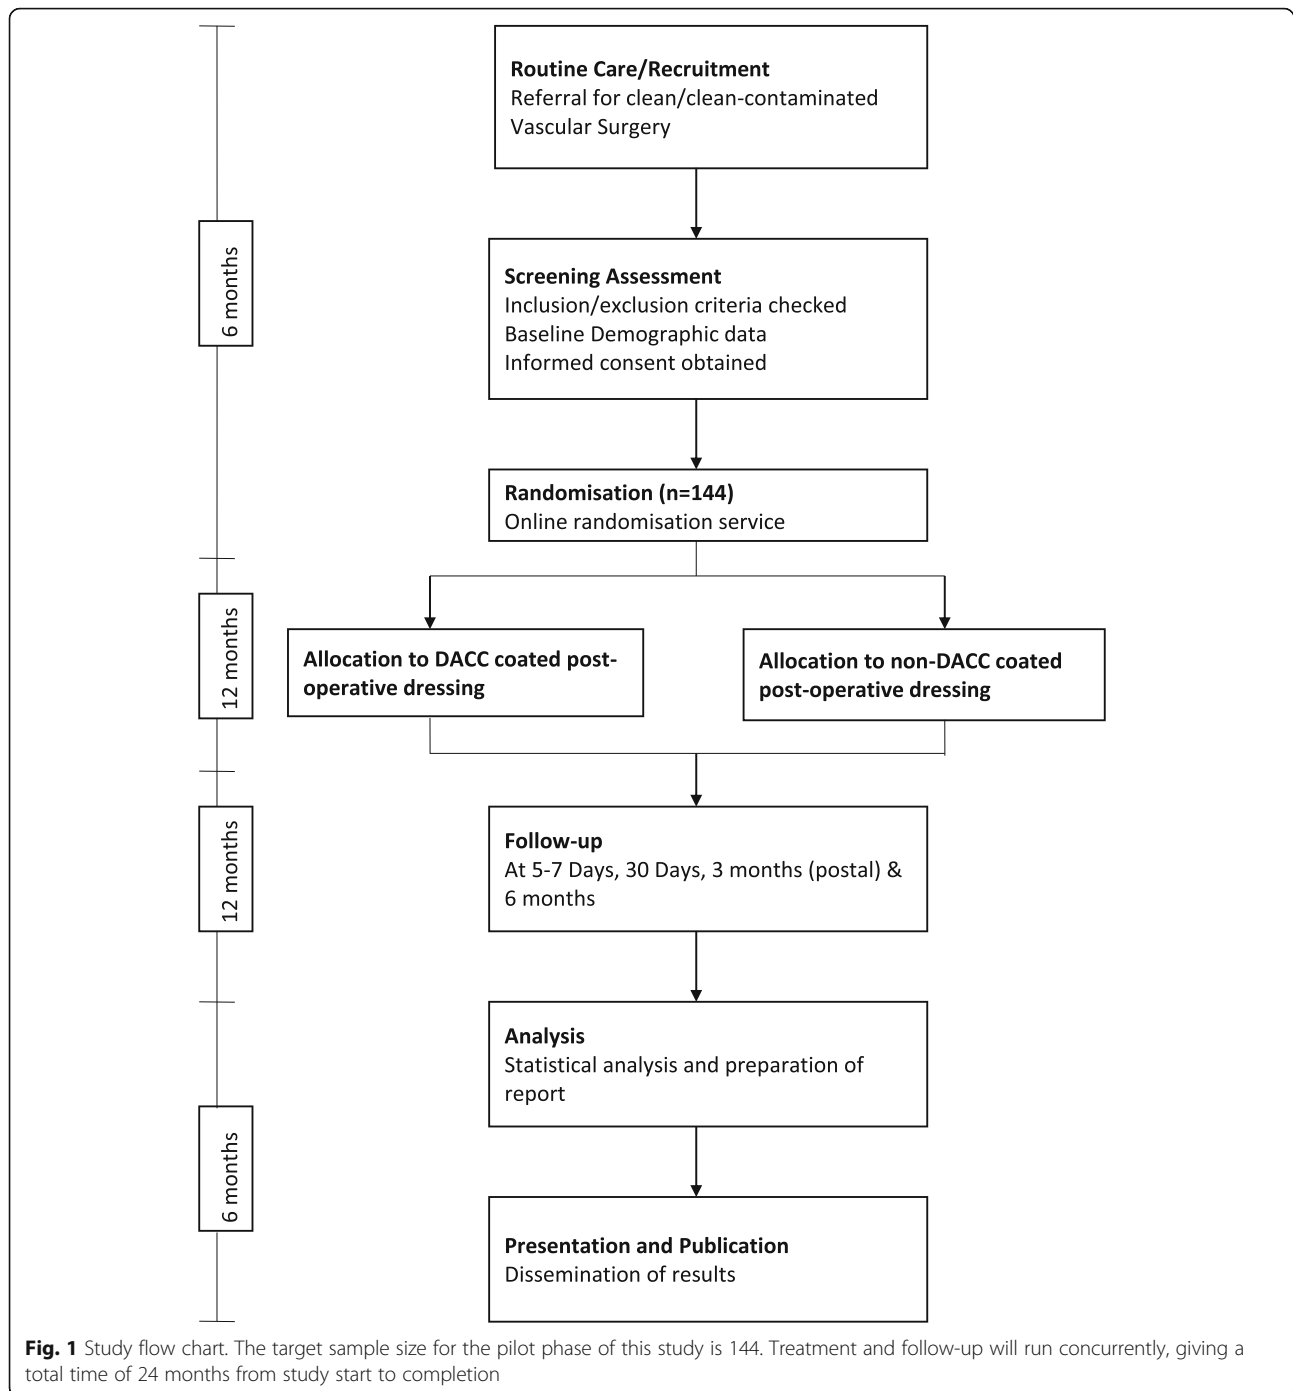 Routine Care/Recruitment
Referral for clean/clean-contaminated
Vascular Surgery
6 months
Screening Assessment
Inclusion/exclusion criteria checked
Baseline Demographic data
Informed consent obtained
Randomisation (n=144)
Online randomisation service
12 months
Allocation to DACC coated post-
operative dressing
Allocation to non-DACC coated
post-operative dressing
12 months
Follow-up
At 5-7 Days, 30 Days, 3 months (postal) &
6 months
Analysis
Statistical analysis and preparation of
report
6 months
Presentation and Publication
Dissemination of results
Fig. 1 Study flow chart. The target sample size for the pilot phase of this study is 144. Treatment and follow-up will run concurrently, giving a
total time of 24 months from study start to completion